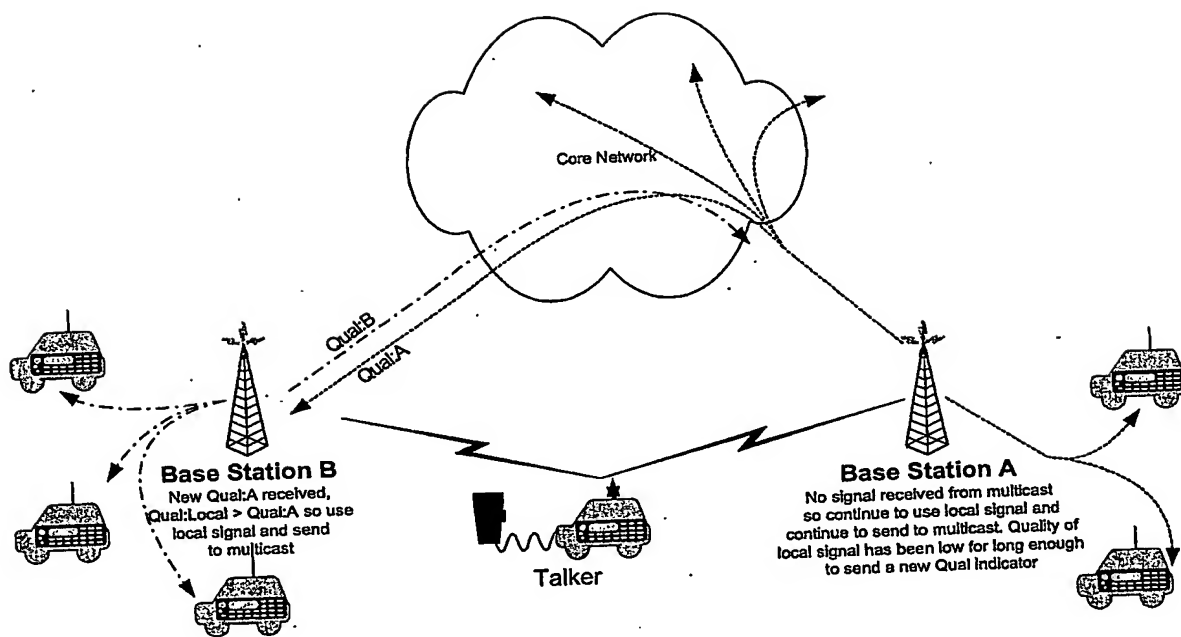 Core Network
Qual:B
Qual:A
Base Station B
New Qual:A received,
Qual:Local > Qual:A so use
local signal and send
to multicast
Talker
Base Station A
No signal received from multicast
so continue to use local signal and
continue to send to multicast. Quality of
local signal has been low for long enough
to send a new Qual indicator